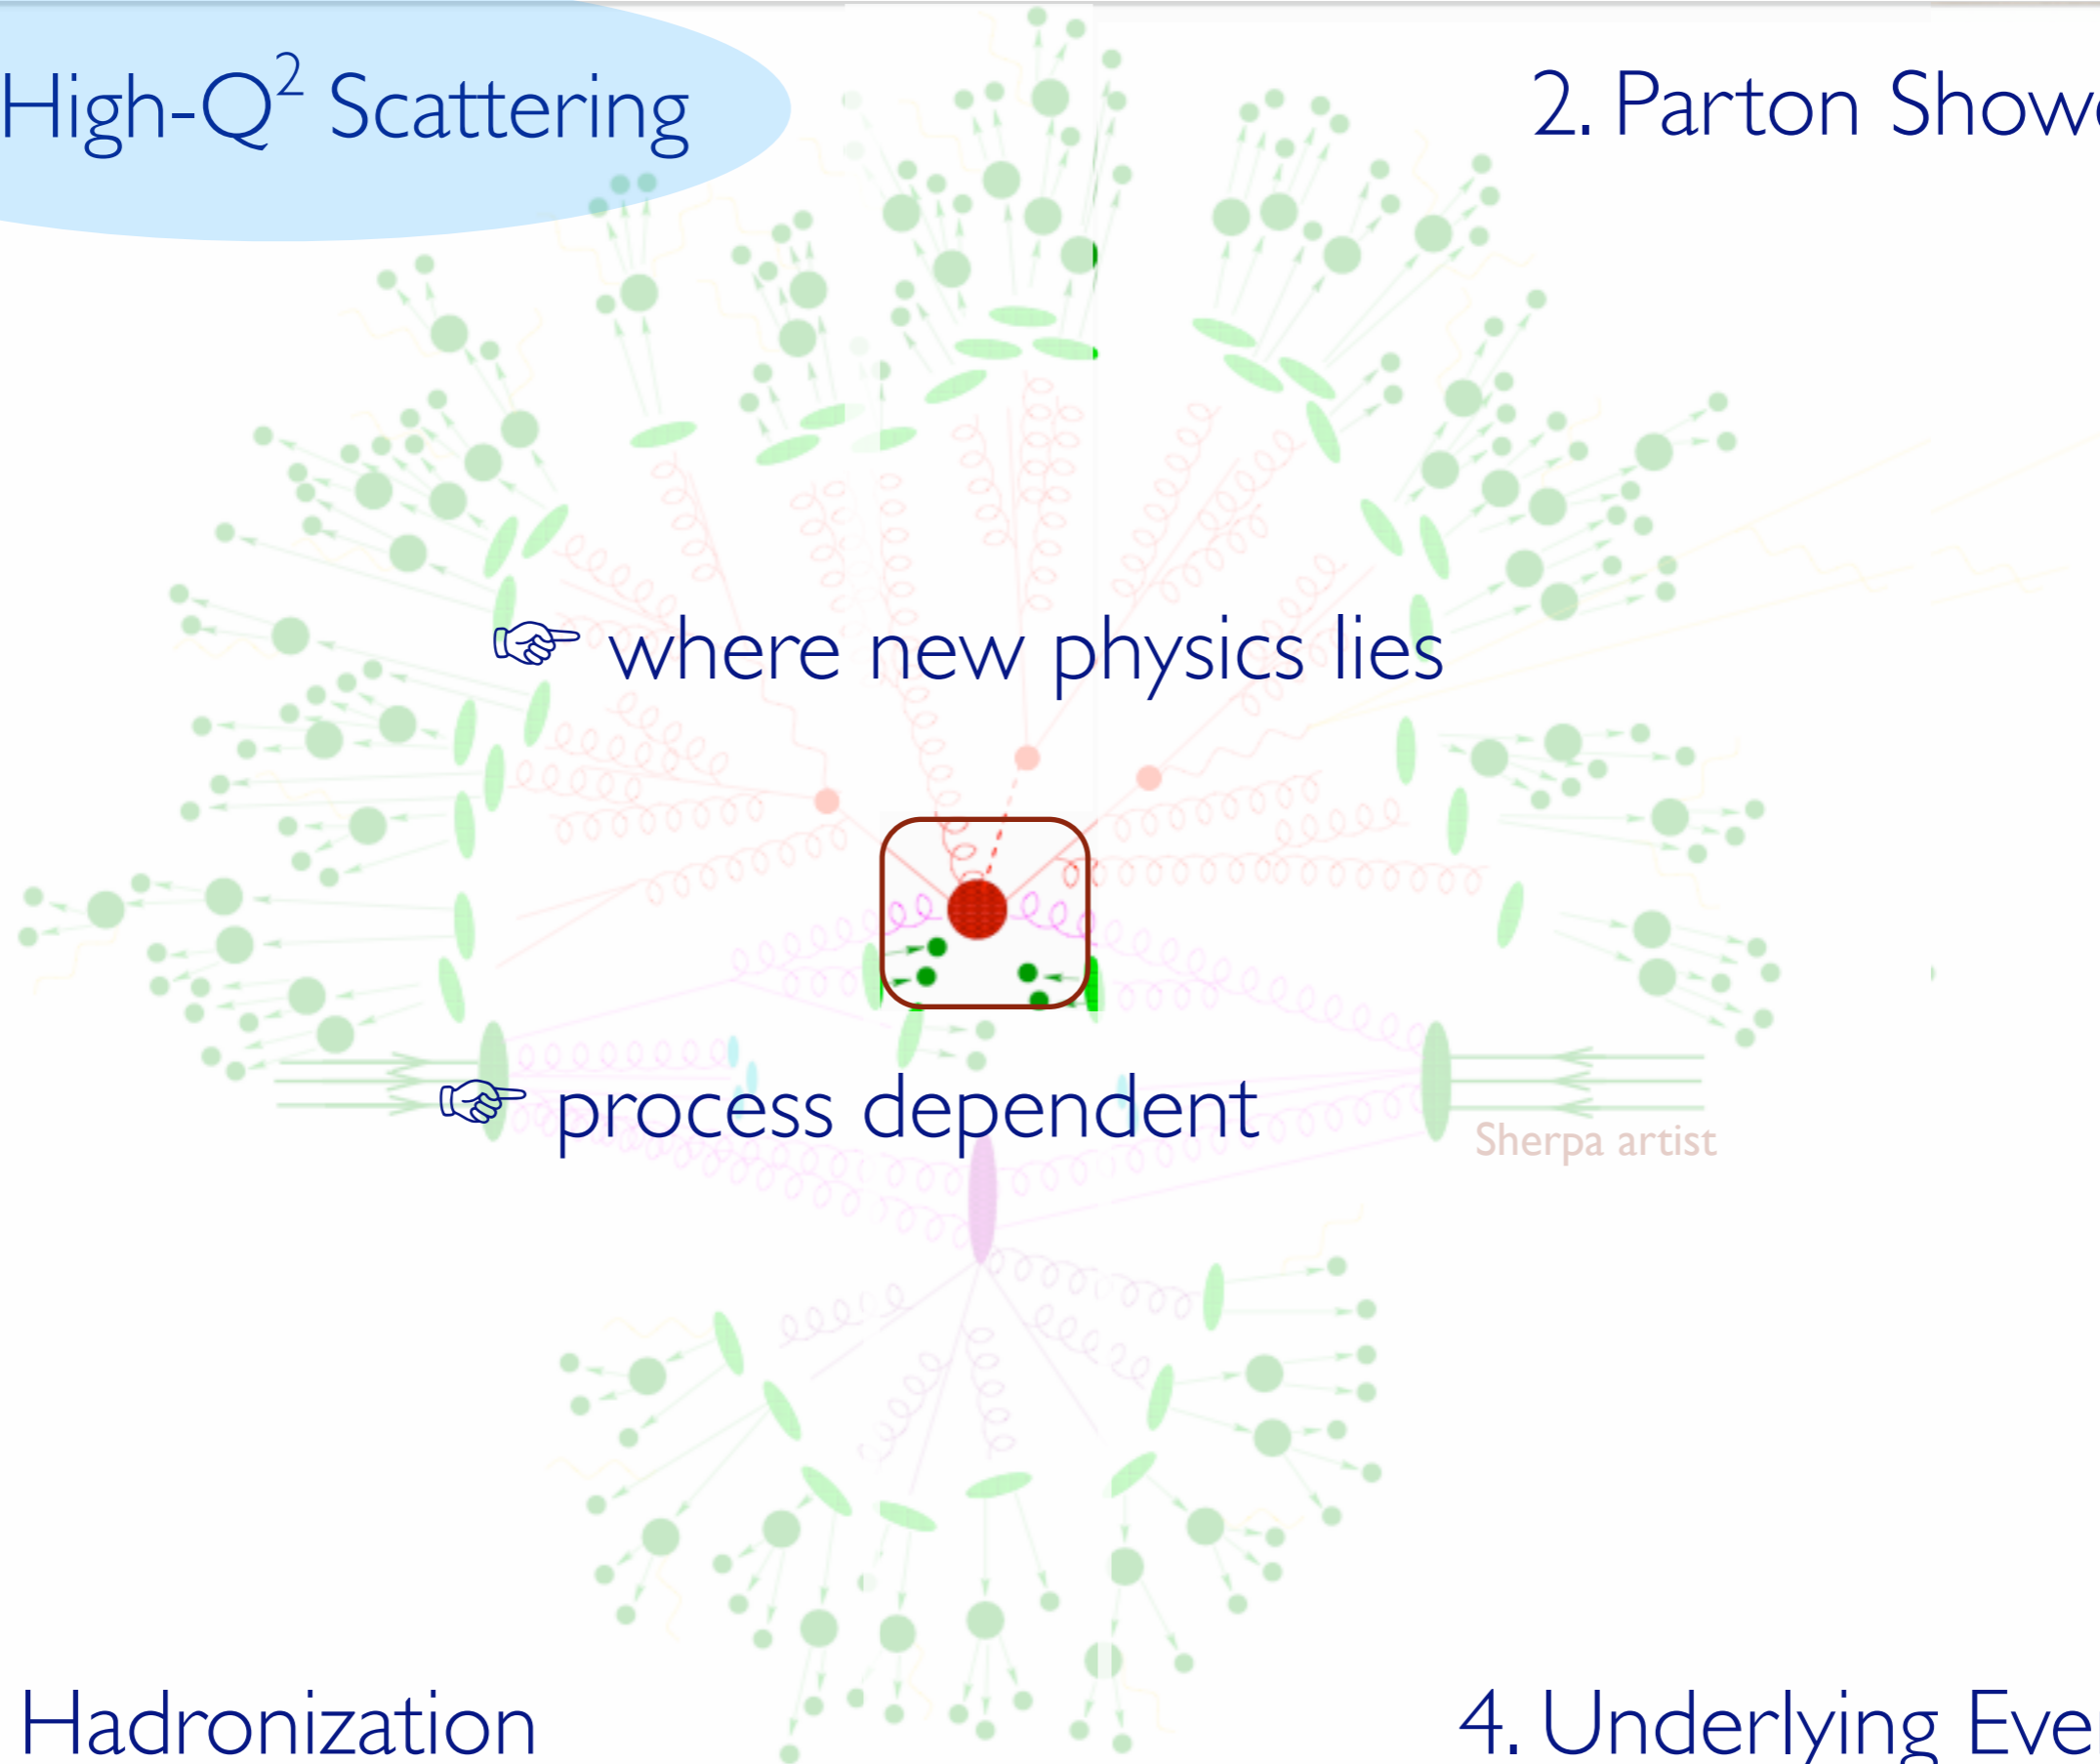 High-Q² Scattering
2. Parton Show
☞ where new physics lies
☞ process dependent
Sherpa artist
Hadronization
4. Underlying Eve